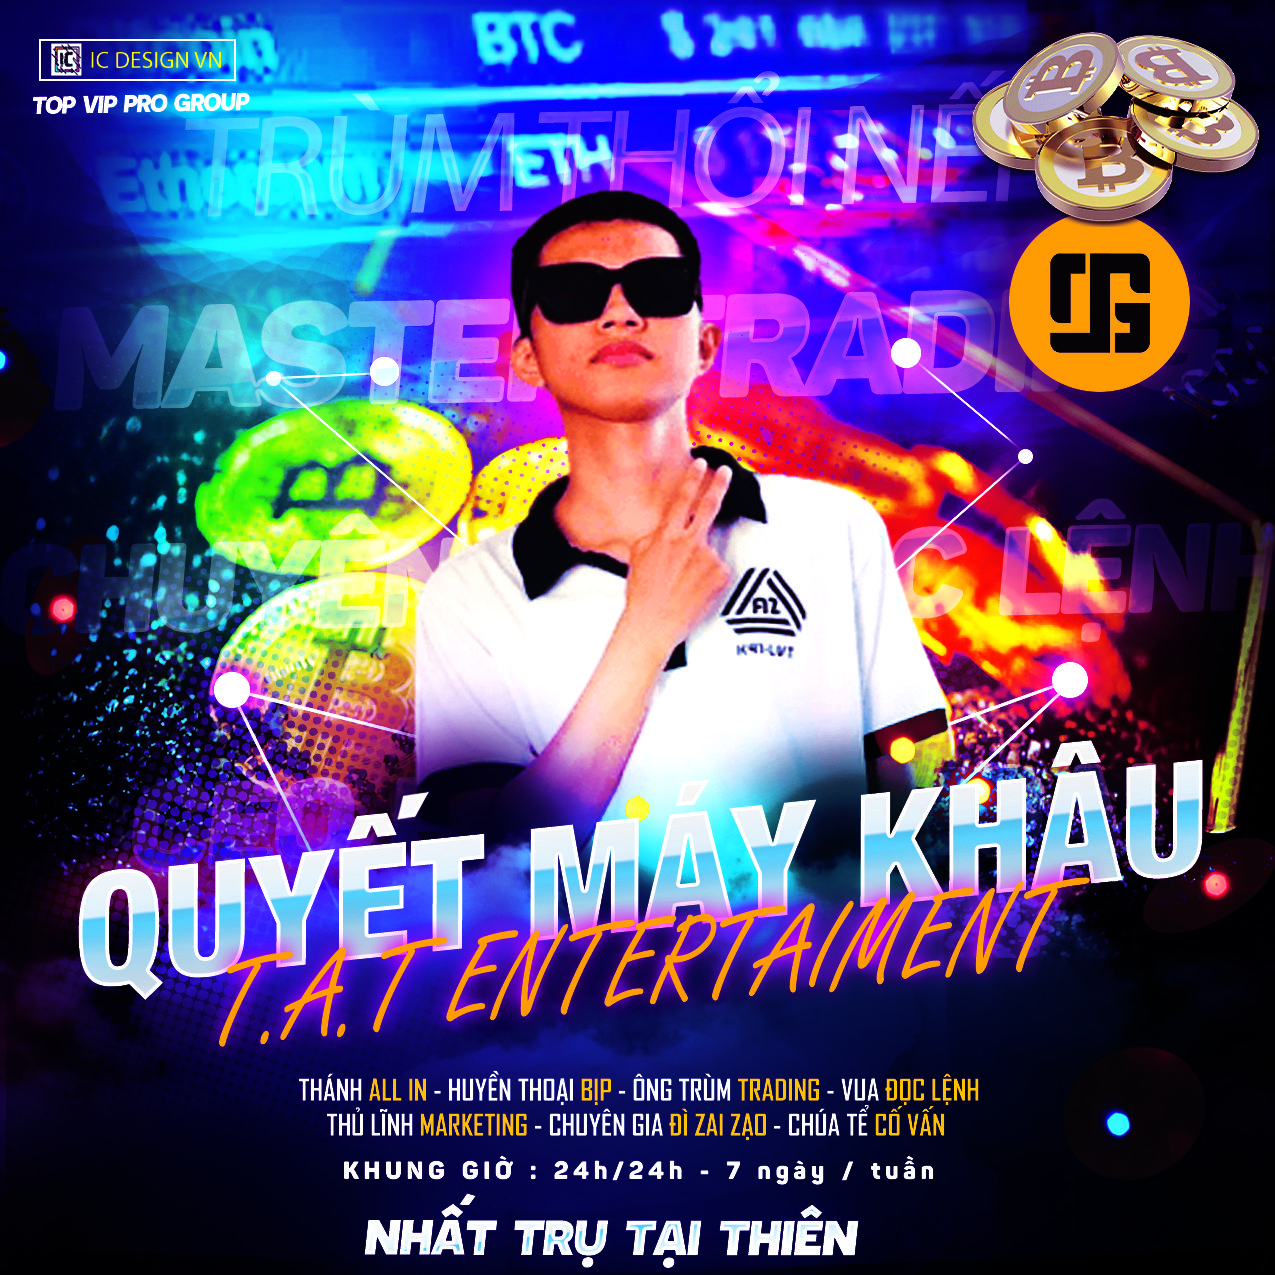 IC DESIGN VN
TOP VIP PRO GROUP
BTC
ETH
TRÙM THỔI NẾN
MASTER TRADING
CHUYÊN
LỆNH
AZ
QUYẾT MÁY KHÂU
T.A.T ENTERTAIMENT
THÁNH ALL IN - HUYỀN THOẠI BỊP - ÔNG TRÙM TRADING - VUA ĐỌC LỆNH
THỦ LĨNH MARKETING - CHUYÊN GIA ĐÌ ZAI ZẠO - CHÚA TỂ CỐ VẤN
KHUNG GIỜ : 24h/24h - 7 ngày / tuần
NHẤT TRỤ TẠI THIÊN